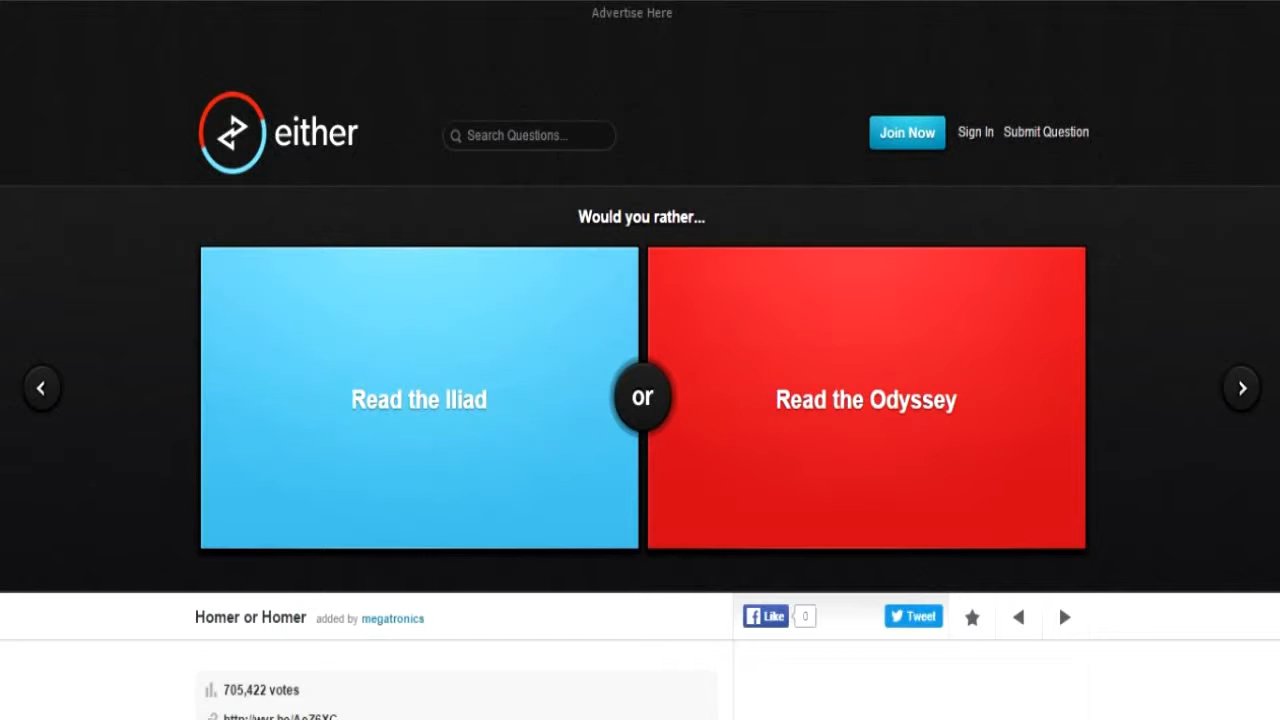 Advertise Here
either
Search Questions...
Join Now Sign In Submit Question
Would you rather...
Read the Iliad or Read the Odyssey
Homer or Homer added by megatronics
Like 0 Tweet
705,422 votes